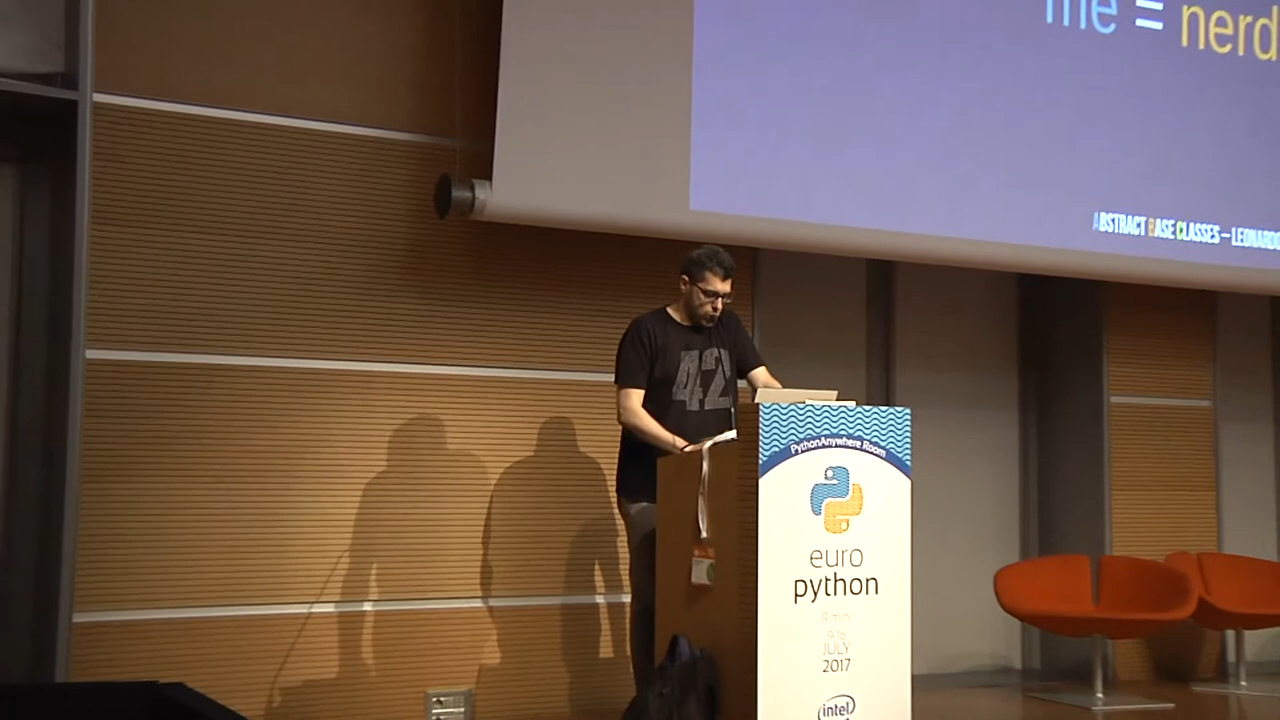 me = nerd
ABSTRACT BASE CLASSES – LEONARDO
42
PythonAnywhere Room
euro
python
Rimini
9-16
JULY
2017
intel